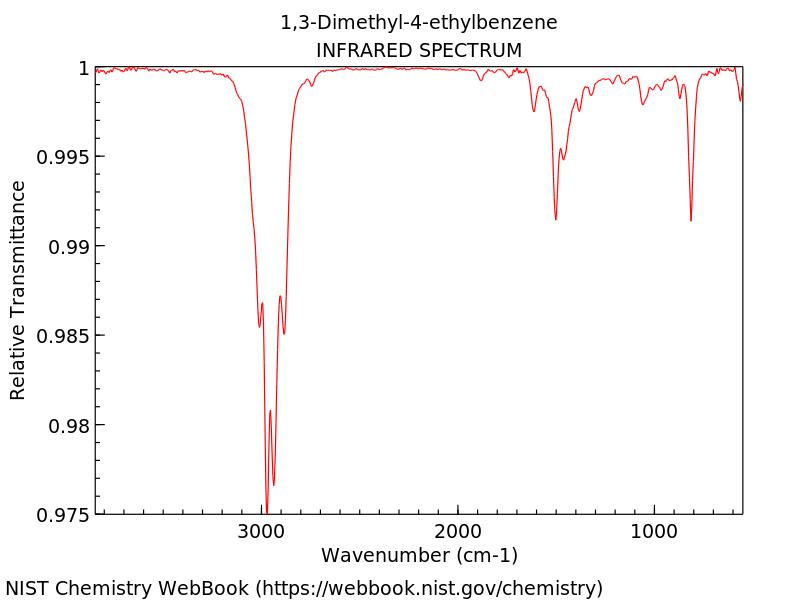 1,3-Dimethyl-4-ethylbenzene
INFRARED SPECTRUM
1
0.995
0.99
0.985
0.98
0.975
Relative Transmittance
3000 2000 1000
Wavenumber (cm-1)
NIST Chemistry WebBook (https://webbook.nist.gov/chemistry)